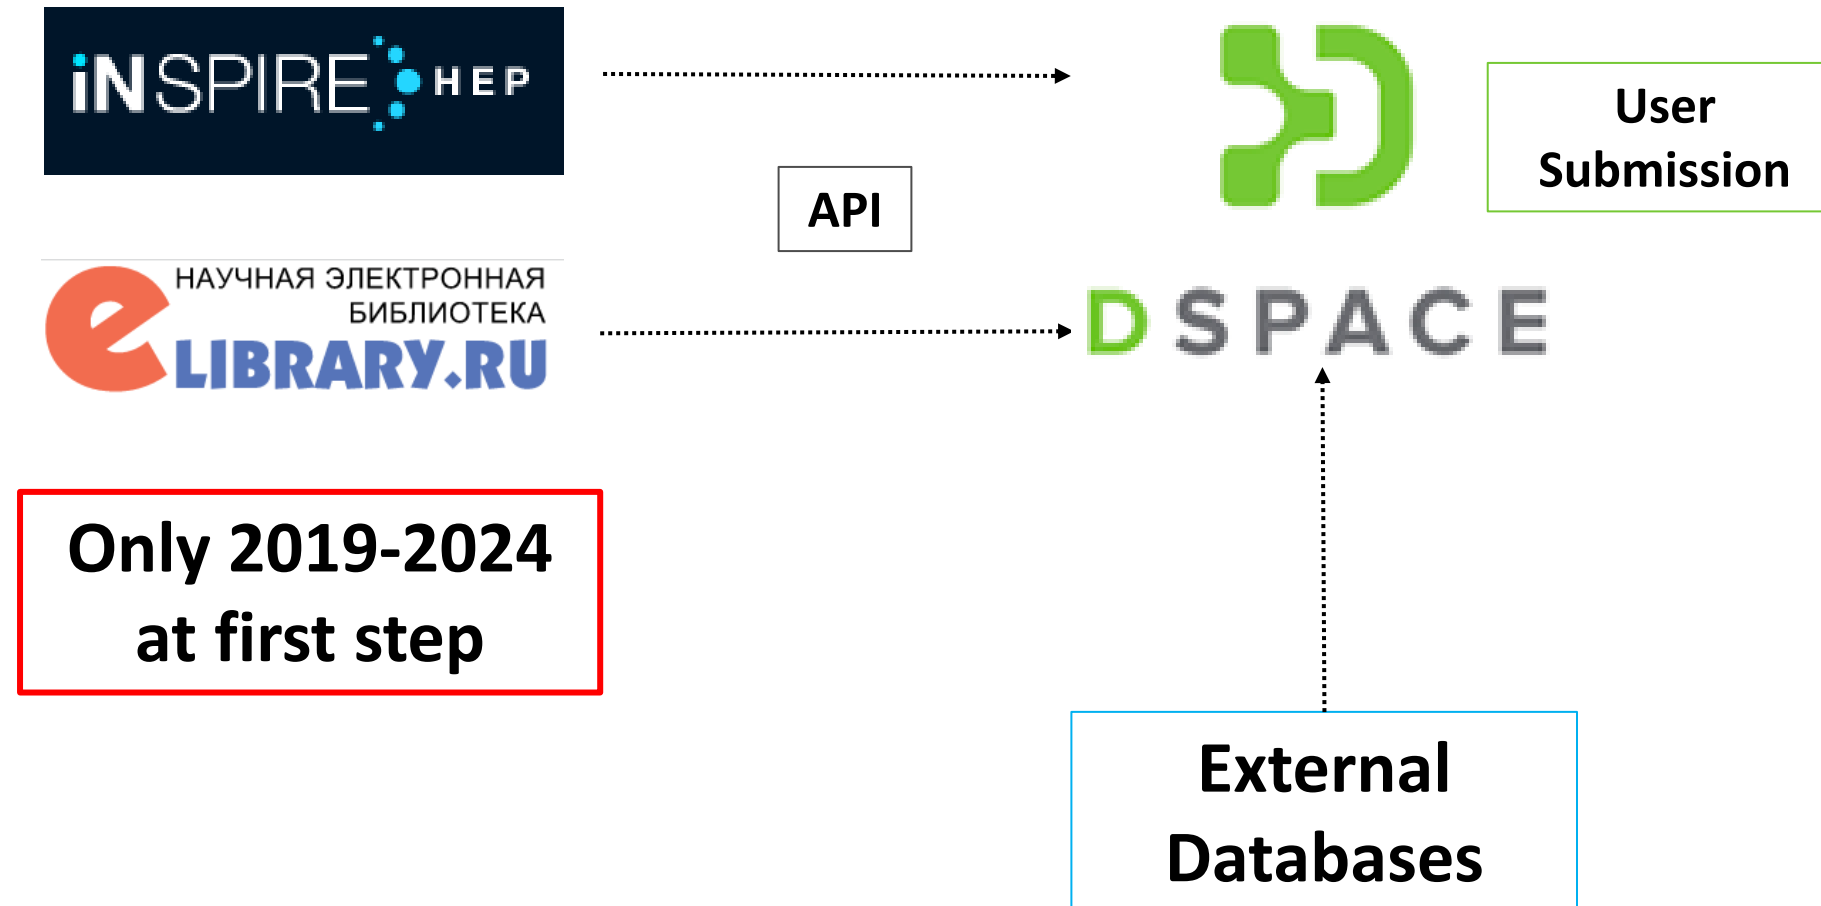 iNSPIRE HEP
User
Submission
API
НАУЧНАЯ ЭЛЕКТРОННАЯ
БИБЛИОТЕКА
eLIBRARY.RU
DSPACE
Only 2019-2024
at first step
External
Databases